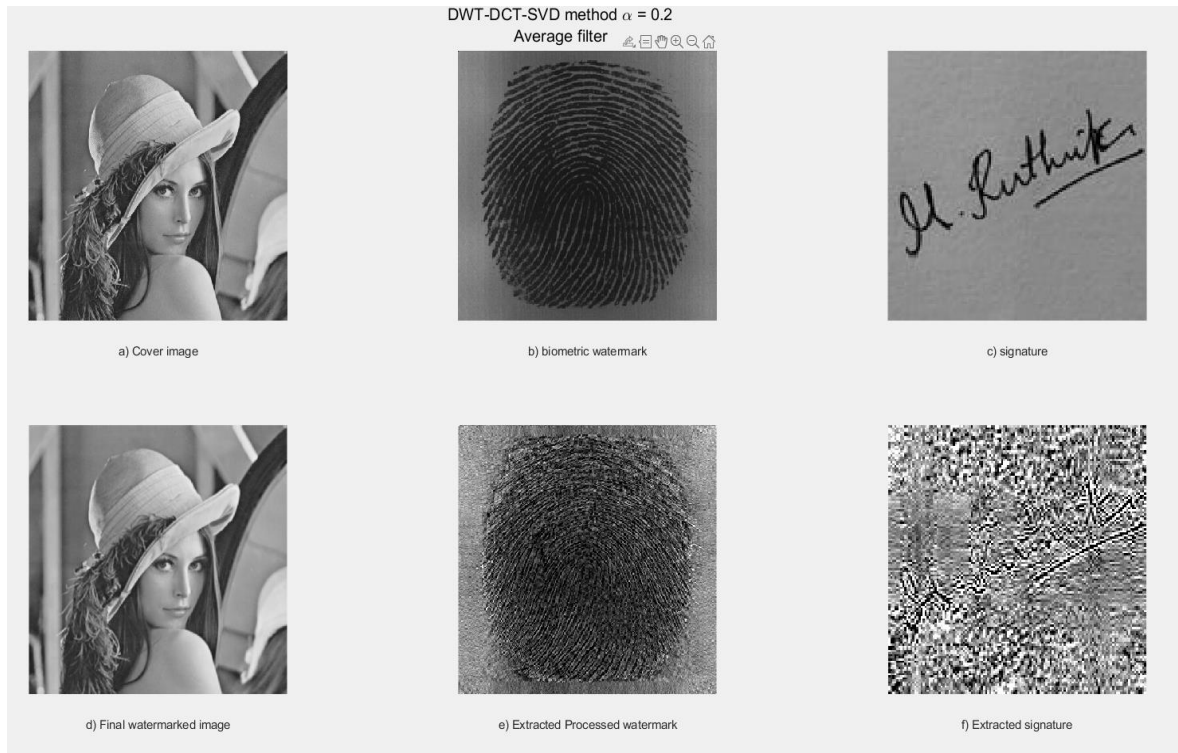 DWT-DCT-SVD method α = 0.2
Average filter
M. Ruthvik
a) Cover image
b) biometric watermark
c) signature
d) Final watermarked image
e) Extracted Processed watermark
f) Extracted signature